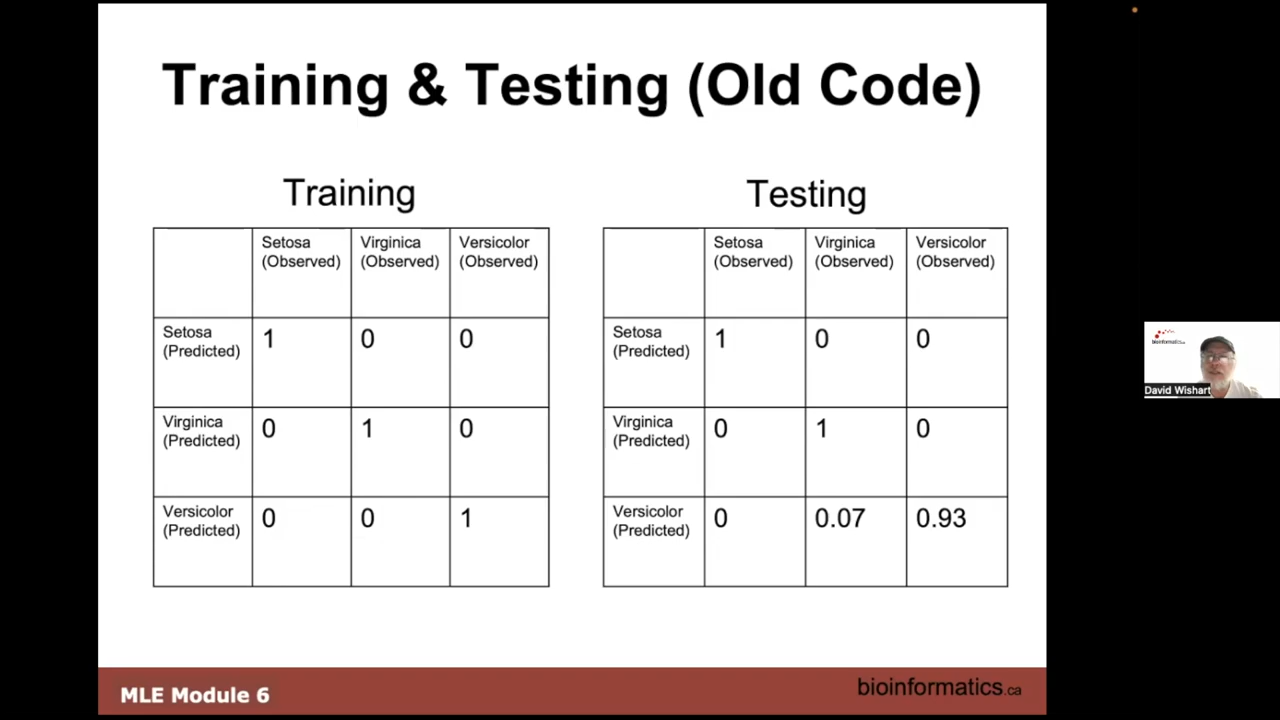 Training & Testing (Old Code)
Training
Setosa (Observed) Virginica (Observed) Versicolor (Observed)
Setosa (Predicted) 1 0 0
Virginica (Predicted) 0 1 0
Versicolor (Predicted) 0 0 1
Testing
Setosa (Observed) Virginica (Observed) Versicolor (Observed)
Setosa (Predicted) 1 0 0
Virginica (Predicted) 0 1 0
Versicolor (Predicted) 0 0.07 0.93
MLE Module 6
bioinformatics.ca
bioinformatics.ca
David Wishart